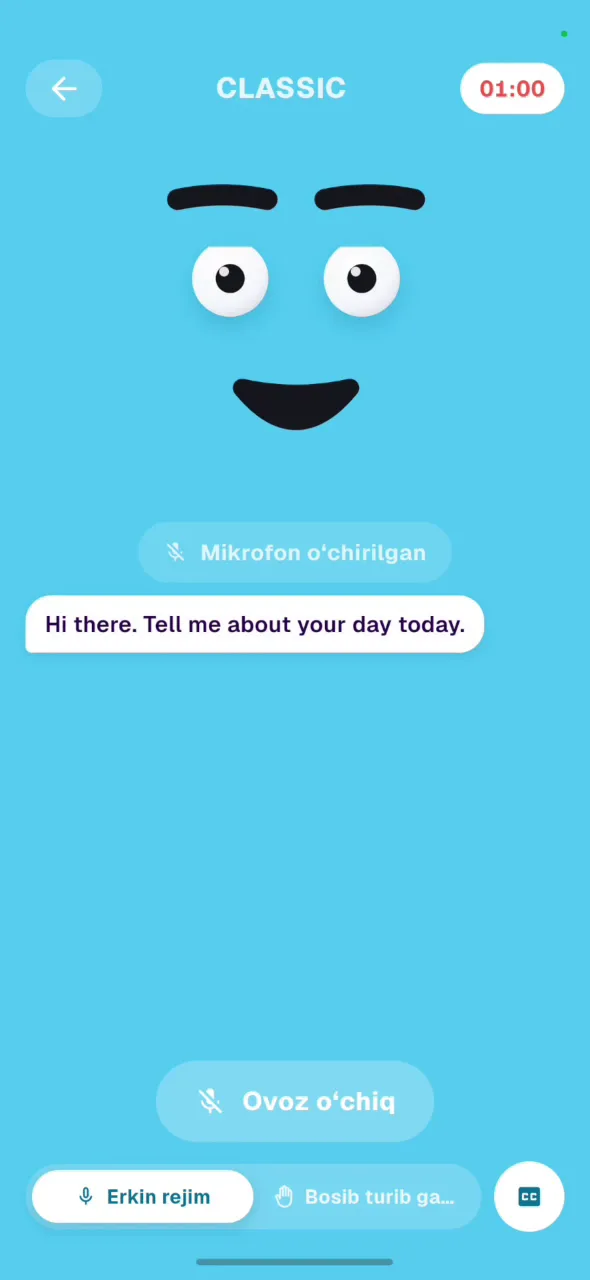 CLASSIC
01:00
Mikrofon o‘chirilgan
Hi there. Tell me about your day today.
Ovoz o‘chiq
Erkin rejim
Bosib turib ga...
CC